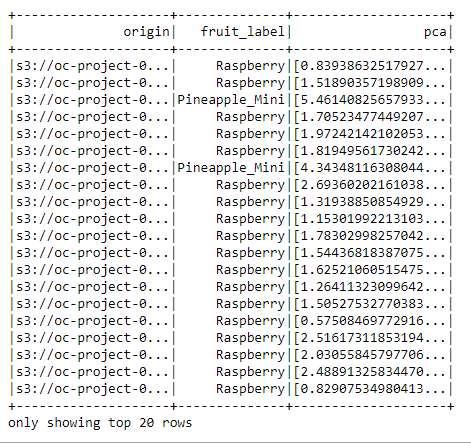 +--------------------+--------------+--------------------+
|              origin|   fruit_label|                 pca|
+--------------------+--------------+--------------------+
|s3://oc-project-0...|     Raspberry|[0.83938632517927...|
|s3://oc-project-0...|     Raspberry|[1.51890357198909...|
|s3://oc-project-0...|Pineapple_Mini|[5.46140825657933...|
|s3://oc-project-0...|     Raspberry|[1.70523477449207...|
|s3://oc-project-0...|     Raspberry|[1.97242142102053...|
|s3://oc-project-0...|     Raspberry|[1.81949561730242...|
|s3://oc-project-0...|Pineapple_Mini|[4.34348116308044...|
|s3://oc-project-0...|     Raspberry|[2.69360202161038...|
|s3://oc-project-0...|     Raspberry|[1.31938850854929...|
|s3://oc-project-0...|     Raspberry|[1.15301992213103...|
|s3://oc-project-0...|     Raspberry|[1.78302998257042...|
|s3://oc-project-0...|     Raspberry|[1.54436818387075...|
|s3://oc-project-0...|     Raspberry|[1.62521060515475...|
|s3://oc-project-0...|     Raspberry|[1.26411323099642...|
|s3://oc-project-0...|     Raspberry|[1.50527532770383...|
|s3://oc-project-0...|     Raspberry|[0.57508469772916...|
|s3://oc-project-0...|     Raspberry|[2.51617311853194...|
|s3://oc-project-0...|     Raspberry|[2.03055845797706...|
|s3://oc-project-0...|     Raspberry|[2.48891325834470...|
|s3://oc-project-0...|     Raspberry|[0.82907534980413...|
+--------------------+--------------+--------------------+
only showing top 20 rows